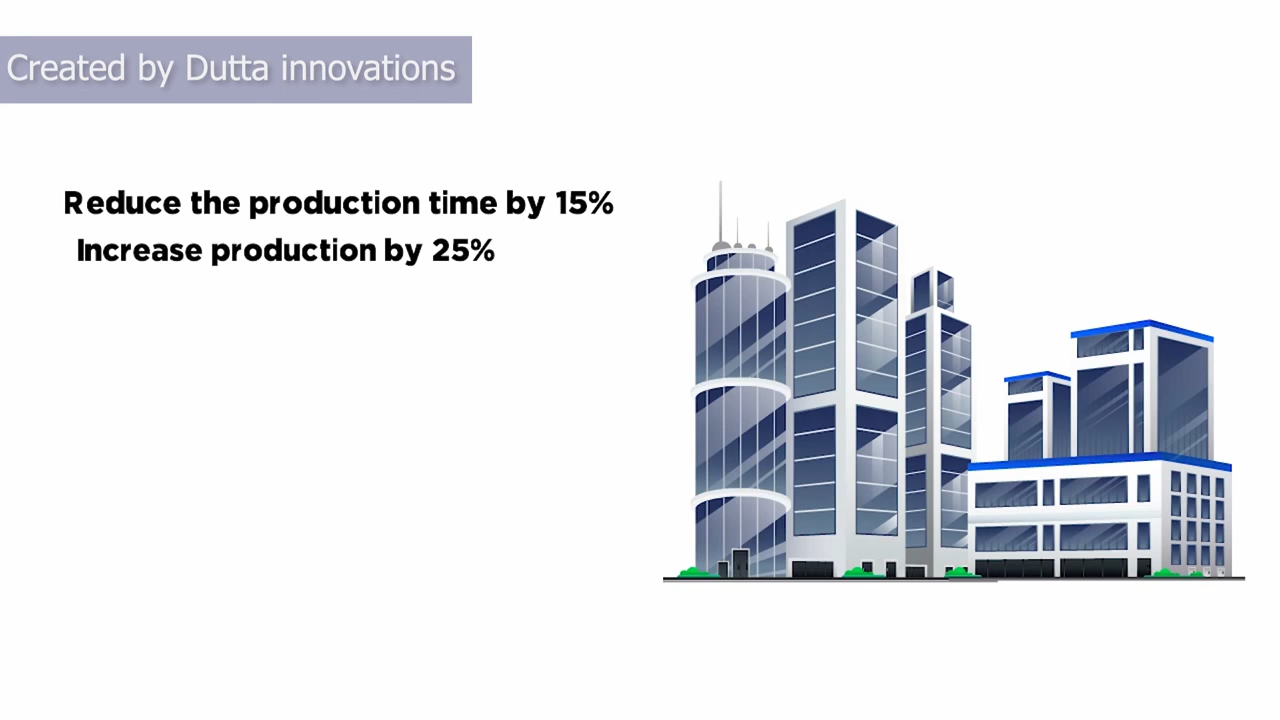 Created by Dutta innovations
Reduce the production time by 15%
Increase production by 25%